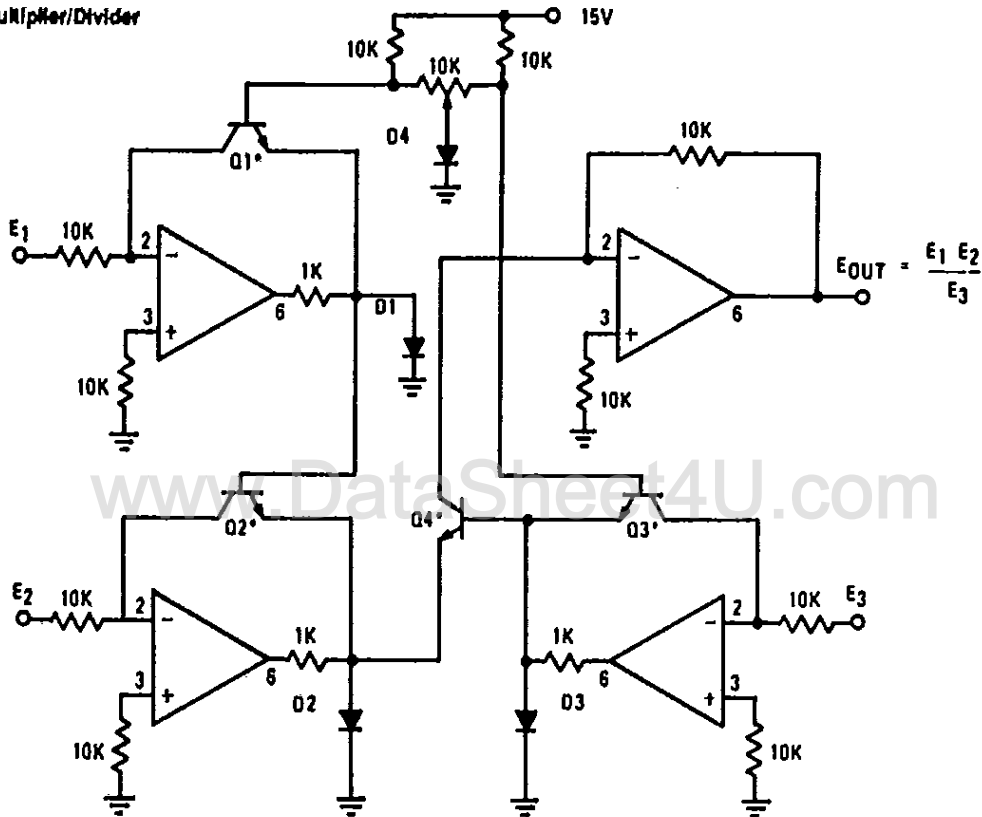 ultiplier/Divider
15V
10K
10K
10K
D4
Q1*
10K
E1
10K
2
−
1K
D1
3
+
6
10K
2
−
EOUT = E1 E2
E3
3
+
6
10K
www.DataSheet4U.com
Q2*
Q4*
Q3*
E2
10K
2
−
1K
3
+
6
D2
10K
1K
D3
6
−
2
10K
E3
+
3
10K